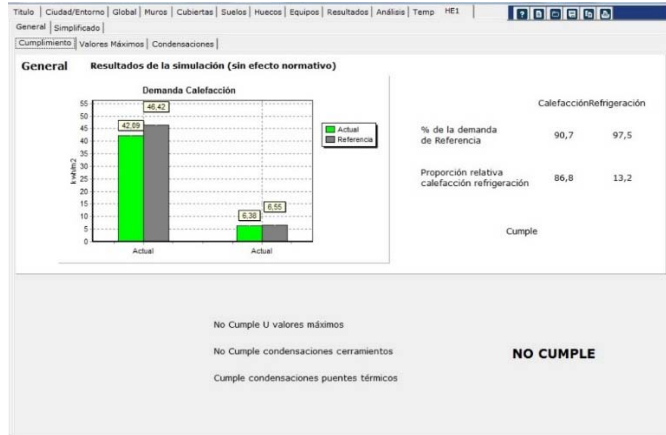 Titulo Ciudad/Entorno Global Muros Cubiertas Suelos Huecos Equipos Resultados Análisis Temp HE1
General Simplificado
Cumplimiento Valores Máximos Condensaciones
General Resultados de la simulación (sin efecto normativo)
Demanda Calefacción
kwh/m2
55
50
45
40
35
30
25
20
15
10
5
0
42,09
46,42
6,38
6,55
Actual
Actual
Actual
Referencia
Calefacción Refrigeración
% de la demanda
de Referencia
90,7 97,5
Proporción relativa
calefacción refrigeración
86,8 13,2
Cumple
No Cumple U valores máximos
No Cumple condensaciones cerramientos
Cumple condensaciones puentes térmicos
NO CUMPLE